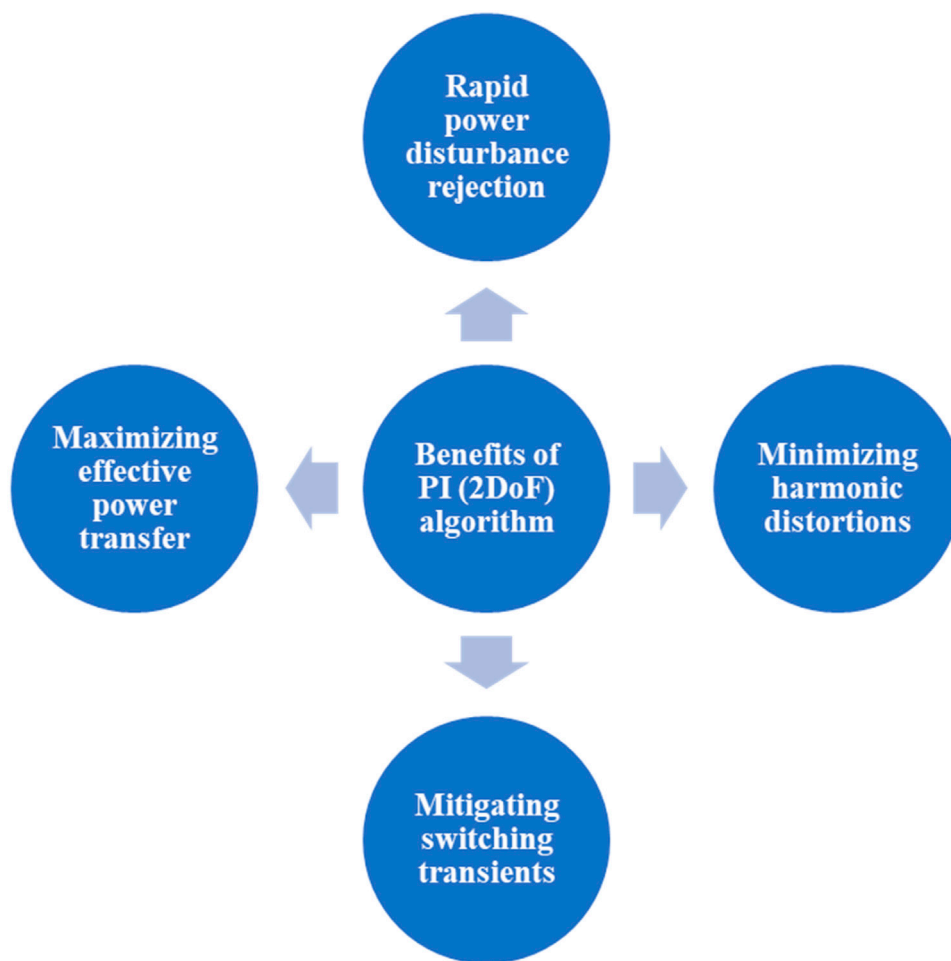 Rapid
power
disturbance
rejection
Maximizing
effective
power
transfer
Benefits of
PI (2DoF)
algorithm
Minimizing
harmonic
distortions
Mitigating
switching
transients